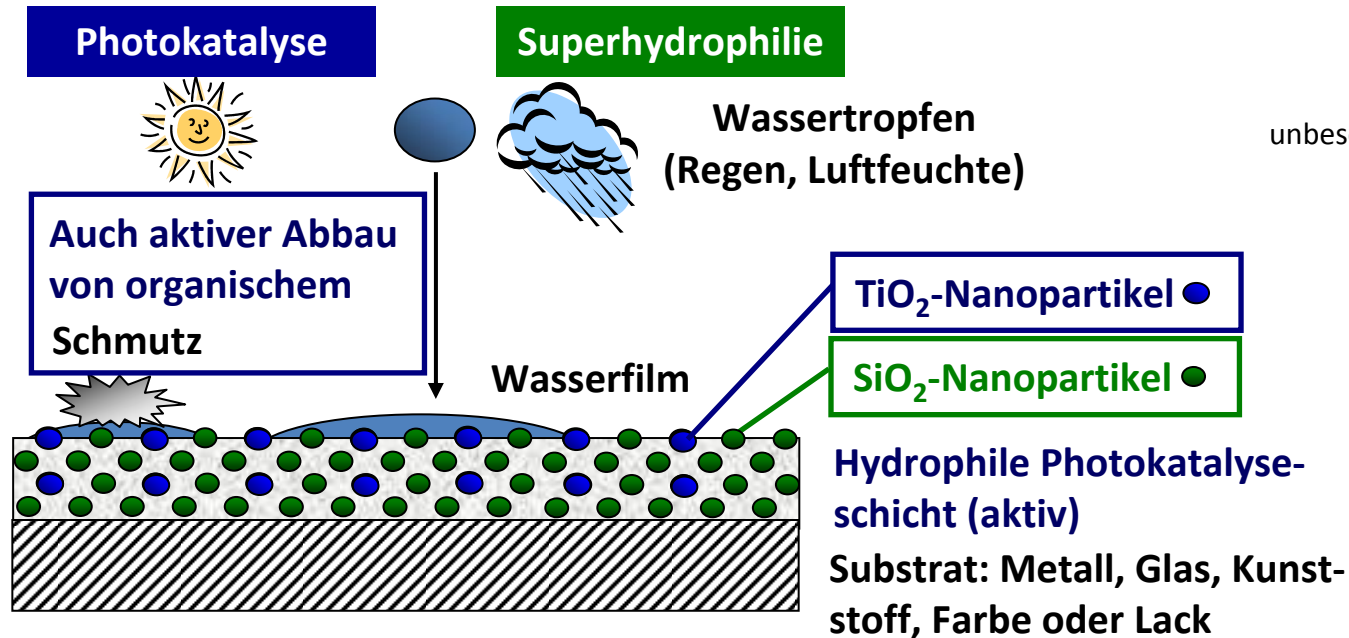 Photokatalyse
Superhydrophilie
Wassertropfen
(Regen, Luftfeuchte)
unbes
Auch aktiver Abbau
von organischem
Schmutz
Wasserfilm
TiO₂-Nanopartikel
SiO₂-Nanopartikel
Hydrophile Photokatalyse-
schicht (aktiv)
Substrat: Metall, Glas, Kunst-
stoff, Farbe oder Lack